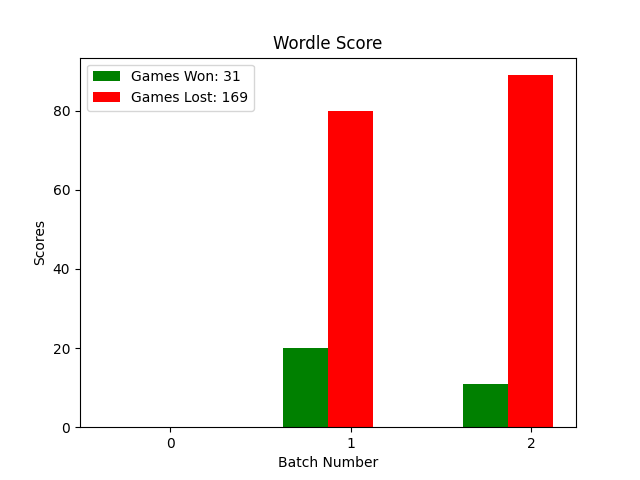 Wordle Score
Games Won: 31
Games Lost: 169
80
60
40
20
0
Scores
0 1 2
Batch Number